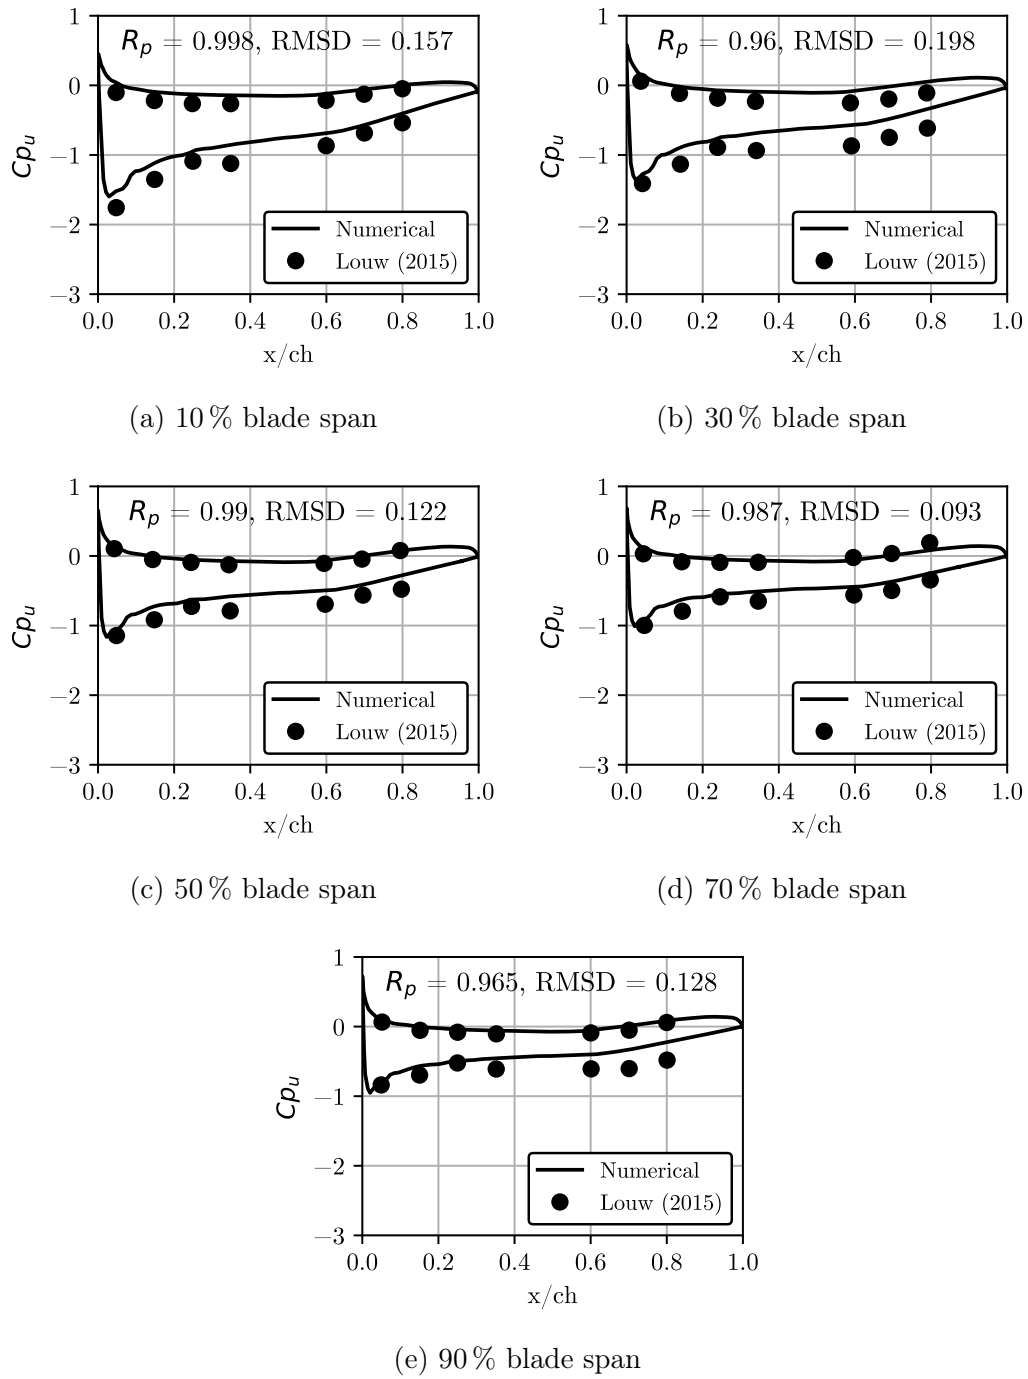 R_p = 0.998, RMSD = 0.157
1
0
−1
−2
−3
Cp_u
Numerical
Louw (2015)
0.0 0.2 0.4 0.6 0.8 1.0
x/ch
(a) 10 % blade span
R_p = 0.96, RMSD = 0.198
1
0
−1
−2
−3
Cp_u
Numerical
Louw (2015)
0.0 0.2 0.4 0.6 0.8 1.0
x/ch
(b) 30 % blade span
R_p = 0.99, RMSD = 0.122
1
0
−1
−2
−3
Cp_u
Numerical
Louw (2015)
0.0 0.2 0.4 0.6 0.8 1.0
x/ch
(c) 50 % blade span
R_p = 0.987, RMSD = 0.093
1
0
−1
−2
−3
Cp_u
Numerical
Louw (2015)
0.0 0.2 0.4 0.6 0.8 1.0
x/ch
(d) 70 % blade span
R_p = 0.965, RMSD = 0.128
1
0
−1
−2
−3
Cp_u
Numerical
Louw (2015)
0.0 0.2 0.4 0.6 0.8 1.0
x/ch
(e) 90 % blade span